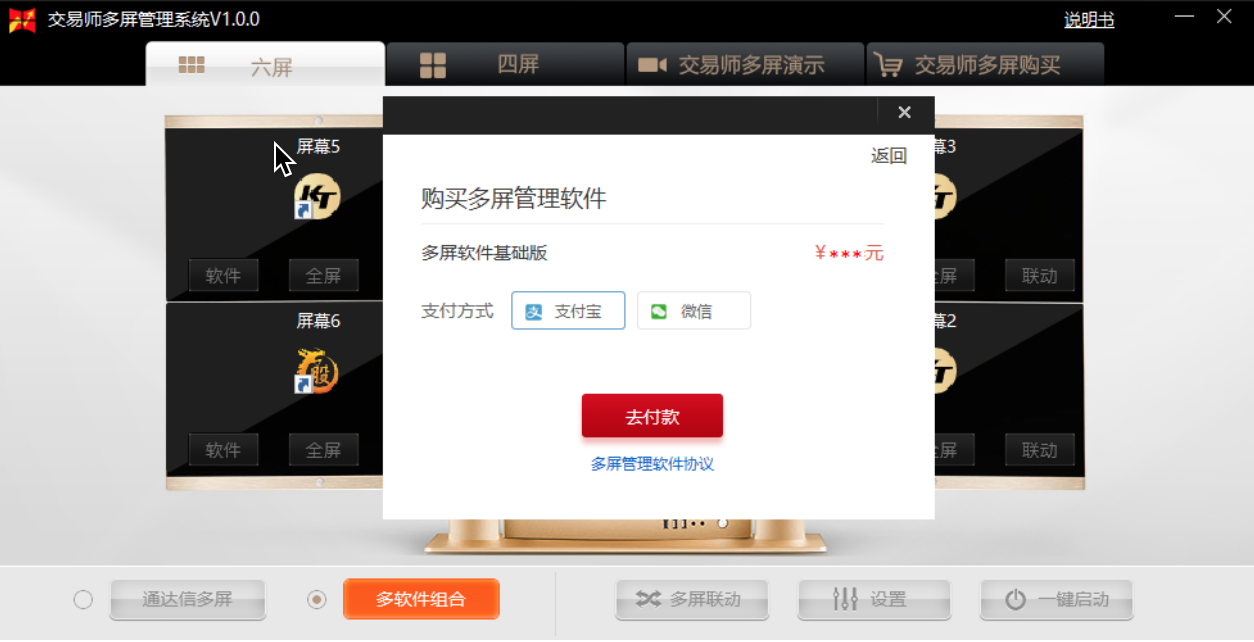 交易师多屏管理系统V1.0.0
说明书
六屏
四屏
交易师多屏演示
交易师多屏购买
返回
购买多屏管理软件
多屏软件基础版
¥***元
支付方式
支付宝
微信
去付款
多屏管理软件协议
屏幕5
KT
软件
全屏
幕3
联动
屏幕6
股
软件
全屏
幕2
联动
通达信多屏
多软件组合
多屏联动
设置
一键启动